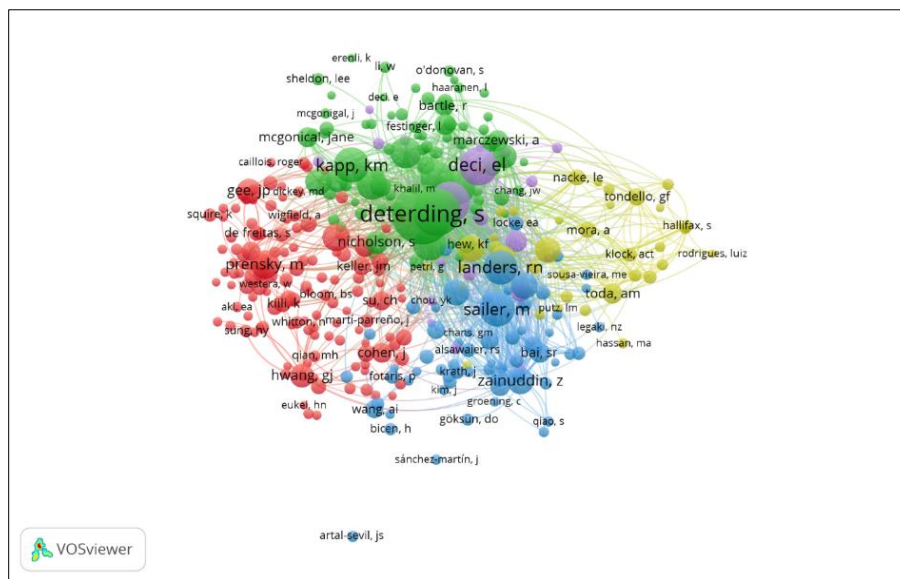 erenli, k
li, w
o'donovan, s
sheldon, lee
haaranen, l
deci. e
bartle, r
mcgonigal, j
festinger, l
mcgonical, jane
marczewski, a
caillois, roger
kapp, km
deci, el
nacke, le
gee, jp
dickey, md
khalil, m
chang, jw
tondello, gf
squire, k
wigfield, a
deterding, s
locke, ea
hallifax, s
de freitas, s
nicholson, s
hew, kf
mora, a
klock, act
rodrigues, luiz
prensky, m
keller, jm
petri, g
landers, rn
sousa-vieira, me
westera, w
aki, ea
kiili, k
bloom, bs
su, ch
chou, yk
sailer, m
toda, am
sung, hy
whitton, n
martí-parreño, j
putz, lm
legaki, nz
chans, gm
qian, mh
cohen, j
alsawaier, rs
bai, sr
hassan, ma
hwang, gj
fotaris, p
krath, j
kim, j
zainuddin, z
eukel, hn
wang, ai
groening, c
bicen, h
göksun, do
qiao, s
sánchez-martín, j
artal-sevil, js
VOSviewer